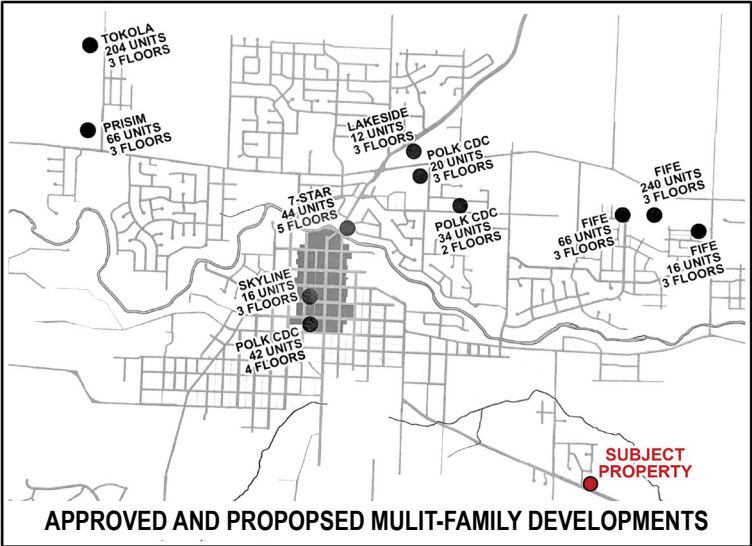 TOKOLA
204 UNITS
3 FLOORS
PRISIM
66 UNITS
3 FLOORS
LAKESIDE
12 UNITS
3 FLOORS
POLK CDC
20 UNITS
3 FLOORS
7-STAR
44 UNITS
5 FLOORS
POLK CDC
34 UNITS
2 FLOORS
FIFE
240 UNITS
3 FLOORS
FIFE
66 UNITS
3 FLOORS
FIFE
16 UNITS
3 FLOORS
SKYLINE
16 UNITS
3 FLOORS
POLK CDC
42 UNITS
4 FLOORS
SUBJECT
PROPERTY
APPROVED AND PROPOPSED MULIT-FAMILY DEVELOPMENTS